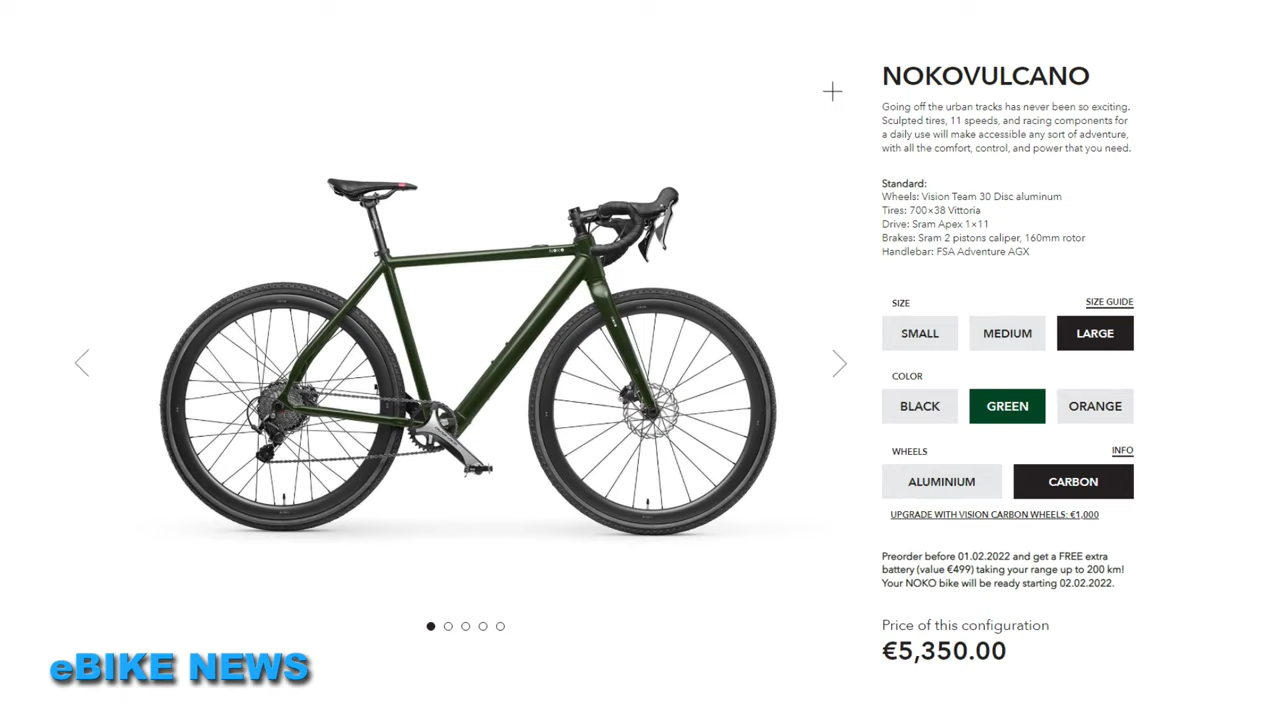 NOKOVULCANO
Going off the urban tracks has never been so exciting.
Sculpted tires, 11 speeds, and racing components for
a daily use will make accessible any sort of adventure,
with all the comfort, control, and power that you need.
Standard:
Wheels: Vision Team 30 Disc aluminum
Tires: 700×38 Vittoria
Drive: Sram Apex 1×11
Brakes: Sram 2 pistons caliper, 160mm rotor
Handlebar: FSA Adventure AGX
SIZE
SIZE GUIDE
SMALL
MEDIUM
LARGE
COLOR
BLACK
GREEN
ORANGE
WHEELS
INFO
ALUMINIUM
CARBON
UPGRADE WITH VISION CARBON WHEELS: €1,000
Preorder before 01.02.2022 and get a FREE extra
battery (value €499) taking your range up to 200 km!
Your NOKO bike will be ready starting 02.02.2022.
Price of this configuration
€5,350.00
eBIKE NEWS